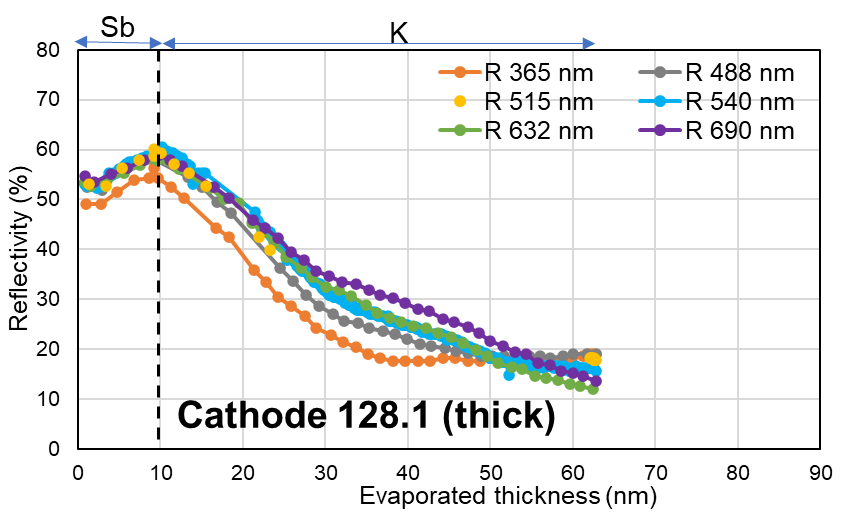 Sb K
80
70
60
50
40
30
20
10
0
Reflectivity (%)
R 365 nm R 488 nm
R 515 nm R 540 nm
R 632 nm R 690 nm
Cathode 128.1 (thick)
0 10 20 30 40 50 60 70 80 90
Evaporated thickness (nm)